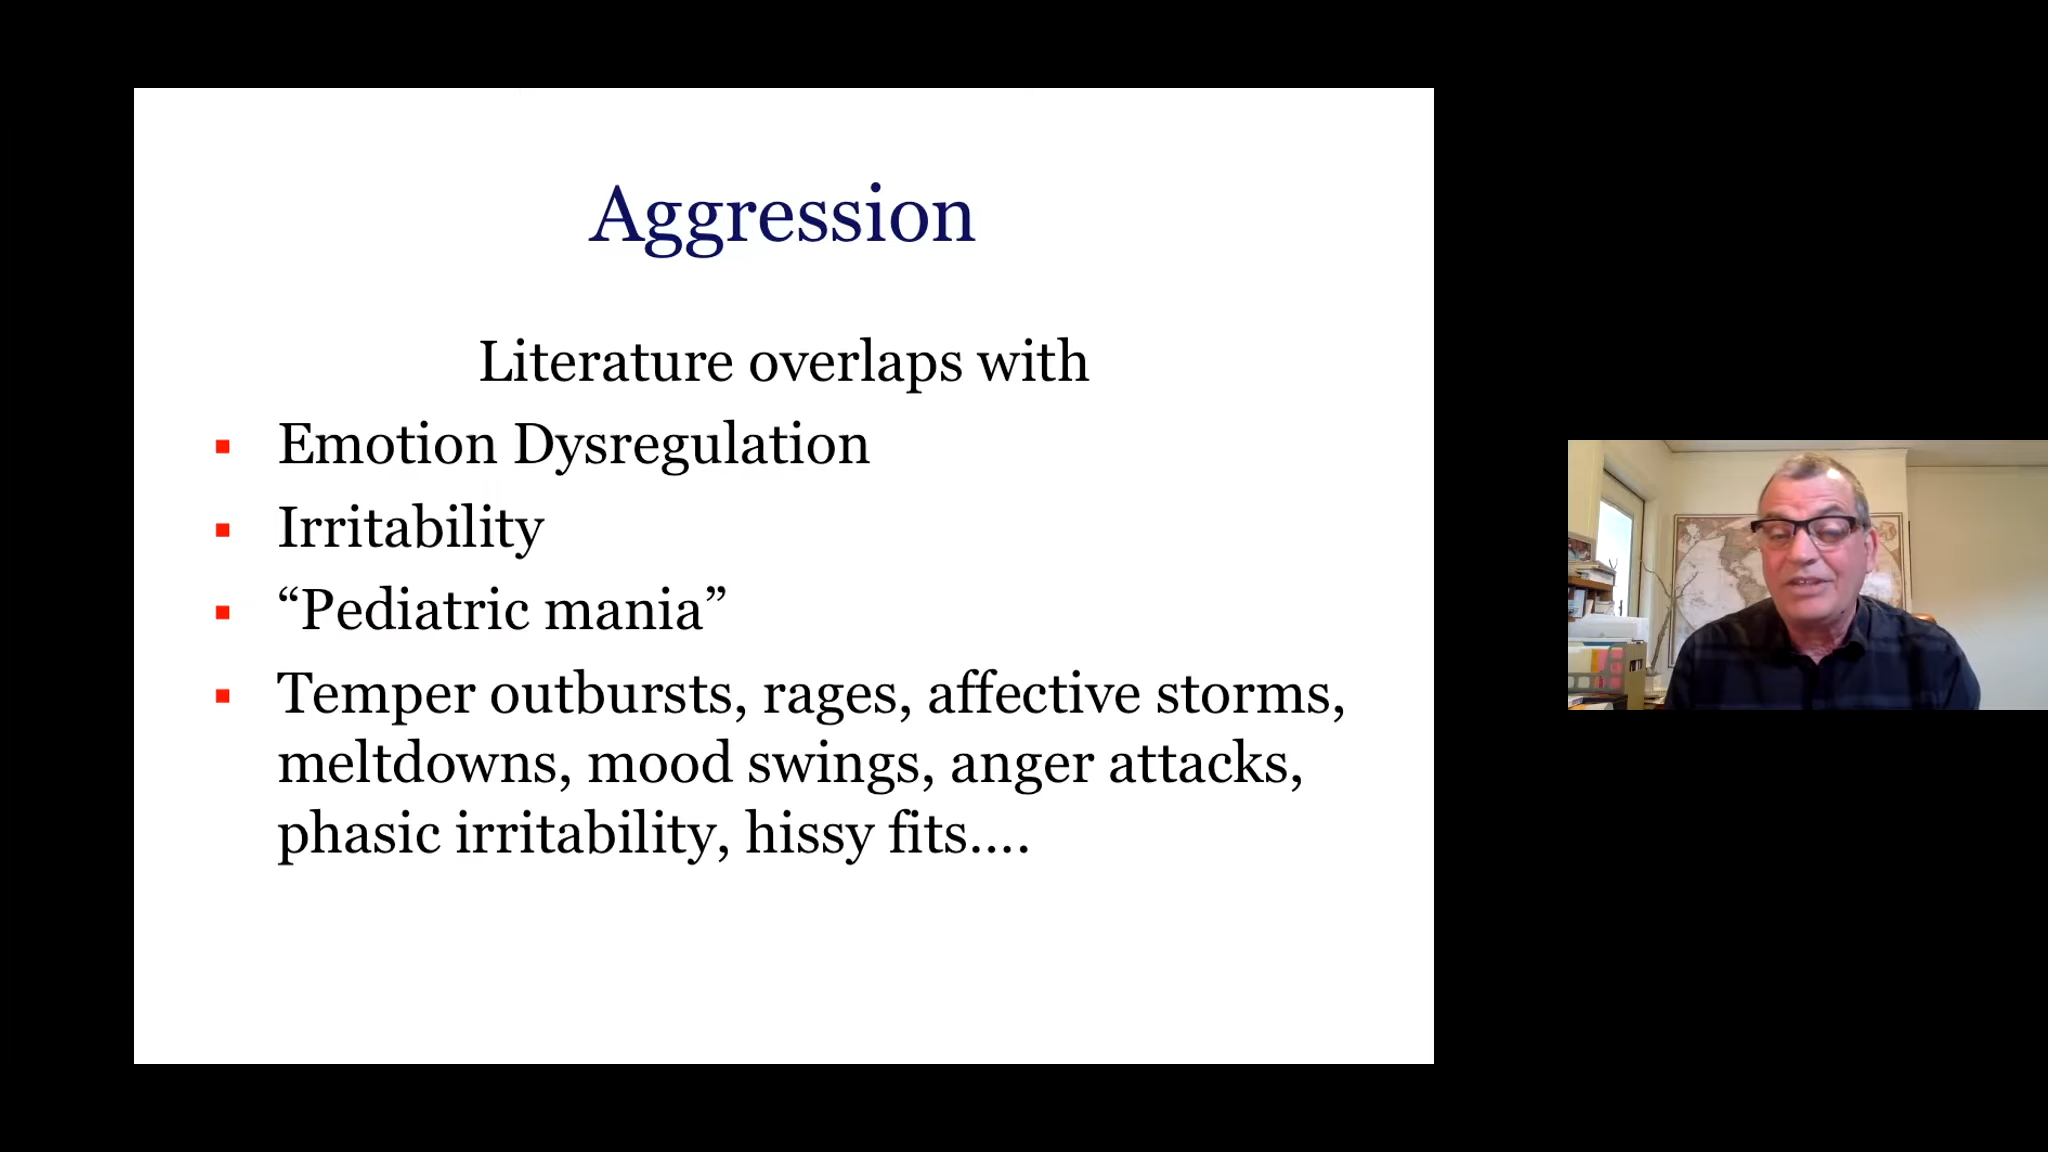 Aggression
Literature overlaps with
▪ Emotion Dysregulation
▪ Irritability
▪ “Pediatric mania”
▪ Temper outbursts, rages, affective storms,
meltdowns, mood swings, anger attacks,
phasic irritability, hissy fits....